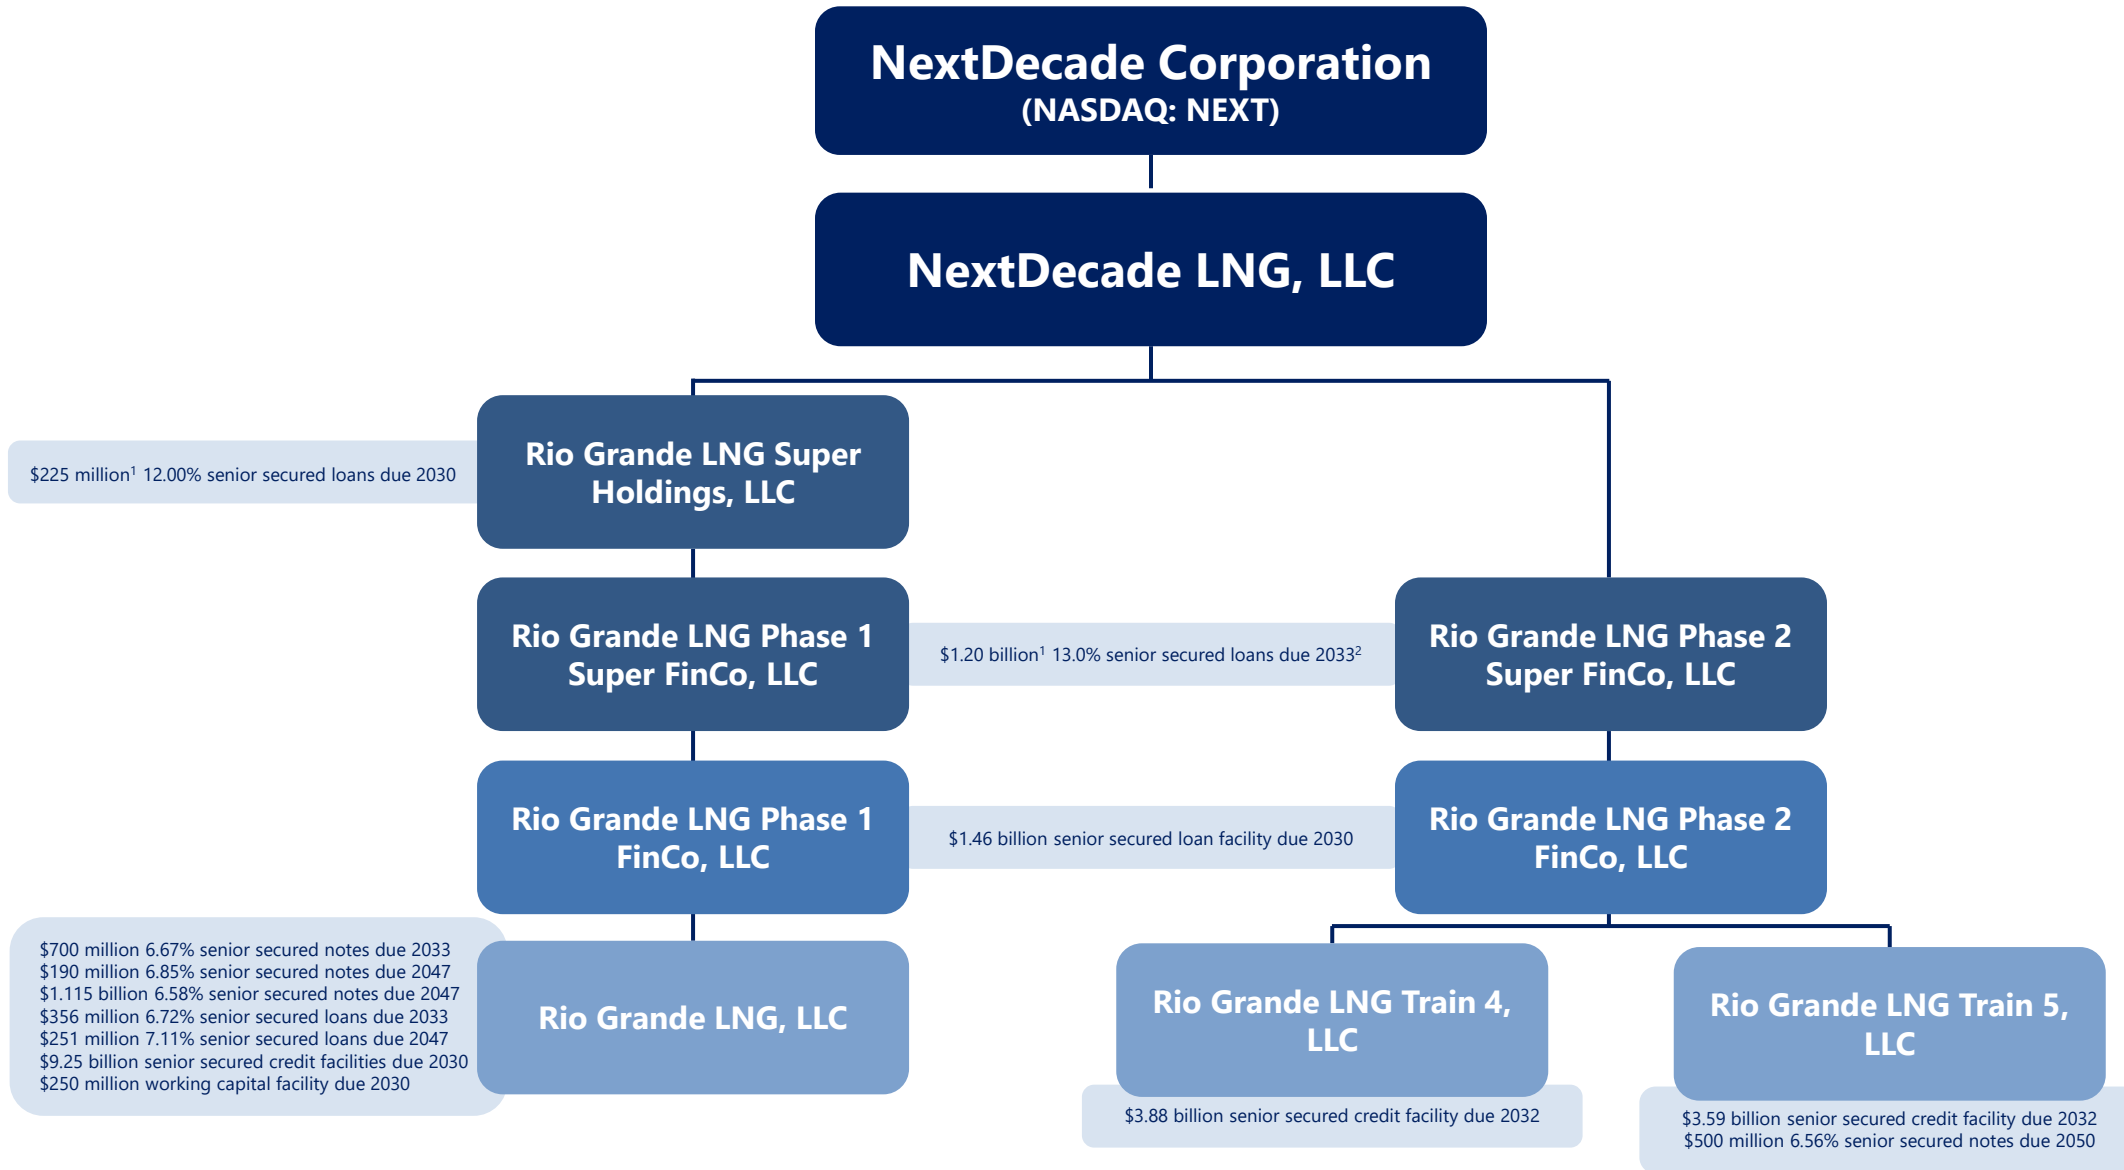 NextDecade Corporation
(NASDAQ: NEXT)
NextDecade LNG, LLC
$225 million¹ 12.00% senior secured loans due 2030
Rio Grande LNG Super
Holdings, LLC
Rio Grande LNG Phase 1
Super FinCo, LLC
$1.20 billion¹ 13.0% senior secured loans due 2033²
Rio Grande LNG Phase 2
Super FinCo, LLC
Rio Grande LNG Phase 1
FinCo, LLC
$1.46 billion senior secured loan facility due 2030
Rio Grande LNG Phase 2
FinCo, LLC
$700 million 6.67% senior secured notes due 2033
$190 million 6.85% senior secured notes due 2047
$1.115 billion 6.58% senior secured notes due 2047
$356 million 6.72% senior secured loans due 2033
$251 million 7.11% senior secured loans due 2047
$9.25 billion senior secured credit facilities due 2030
$250 million working capital facility due 2030
Rio Grande LNG, LLC
Rio Grande LNG Train 4,
LLC
$3.88 billion senior secured credit facility due 2032
Rio Grande LNG Train 5,
LLC
$3.59 billion senior secured credit facility due 2032
$500 million 6.56% senior secured notes due 2050